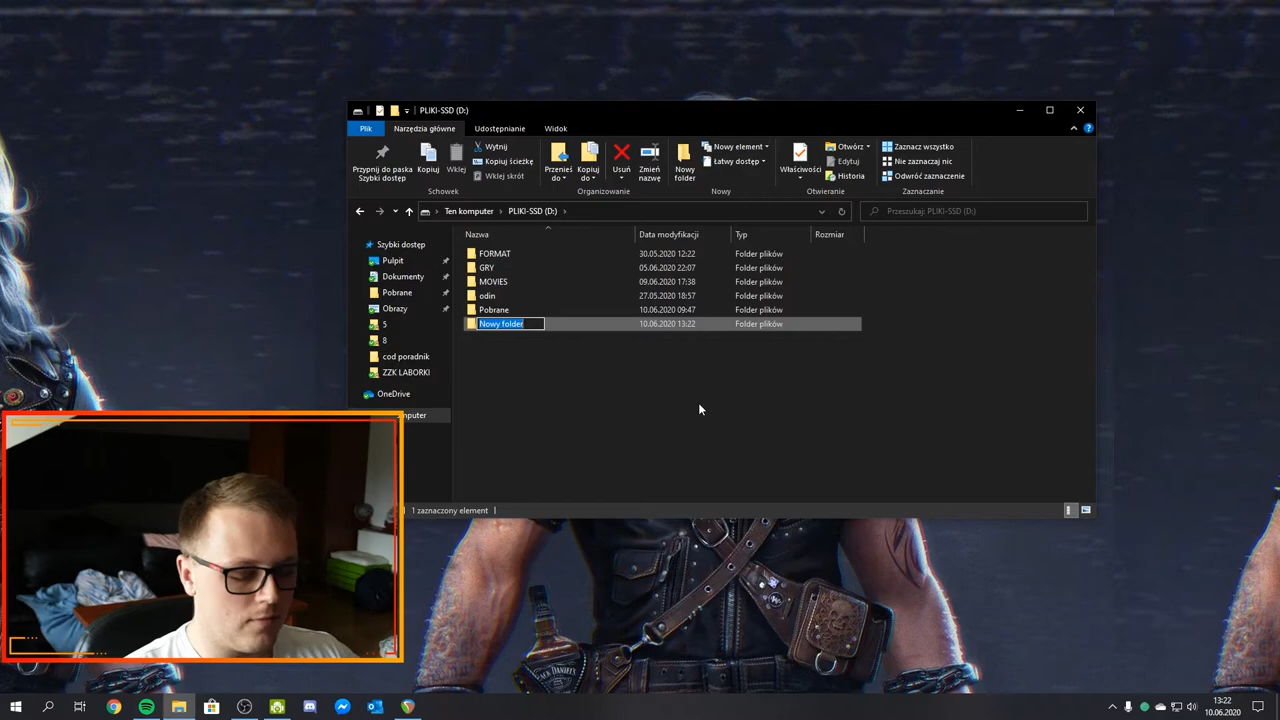 PLIKI-SSD (D:)
Plik Narzędzia główne Udostępnianie Widok
Przypnij do paska Szybki dostęp
Kopiuj
Wklej
Wytnij
Kopiuj ścieżkę
Wklej skrót
Schowek
Przenieś do
Kopiuj do
Usuń
Zmień nazwę
Organizowanie
Nowy folder
Nowy element
Łatwy dostęp
Nowy
Właściwości
Otwórz
Edytuj
Historia
Otwieranie
Zaznacz wszystko
Nie zaznaczaj nic
Odwróć zaznaczenie
Zaznaczanie
Ten komputer PLIKI-SSD (D:)
Przeszukaj: PLIKI-SSD (D:)
Nazwa Data modyfikacji Typ Rozmiar
Szybki dostęp
Pulpit
Dokumenty
Pobrane
Obrazy
5
8
cod poradnik
ZZK LABORKI
OneDrive
mputer
FORMAT 30.05.2020 12:22 Folder plików
GRY 05.06.2020 22:07 Folder plików
MOVIES 09.06.2020 17:38 Folder plików
odin 27.05.2020 18:57 Folder plików
Pobrane 10.06.2020 09:47 Folder plików
Nowy folder 10.06.2020 13:22 Folder plików
1 zaznaczony element
JACK DANIEL'S
13:22
10.06.2020